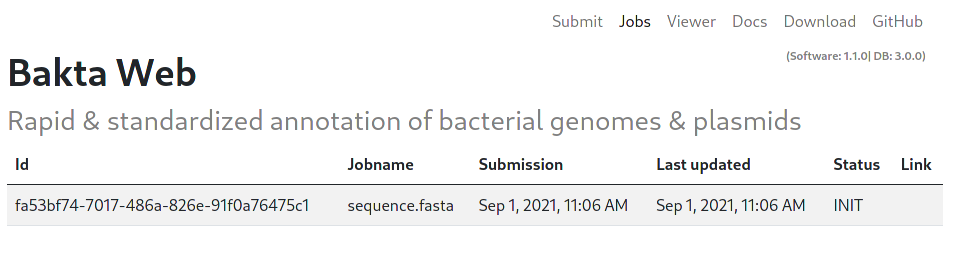 Submit Jobs Viewer Docs Download GitHub
(Software: 1.1.0| DB: 3.0.0)
Bakta Web
Rapid & standardized annotation of bacterial genomes & plasmids
Id Jobname Submission Last updated Status Link
fa53bf74-7017-486a-826e-91f0a76475c1 sequence.fasta Sep 1, 2021, 11:06 AM Sep 1, 2021, 11:06 AM INIT